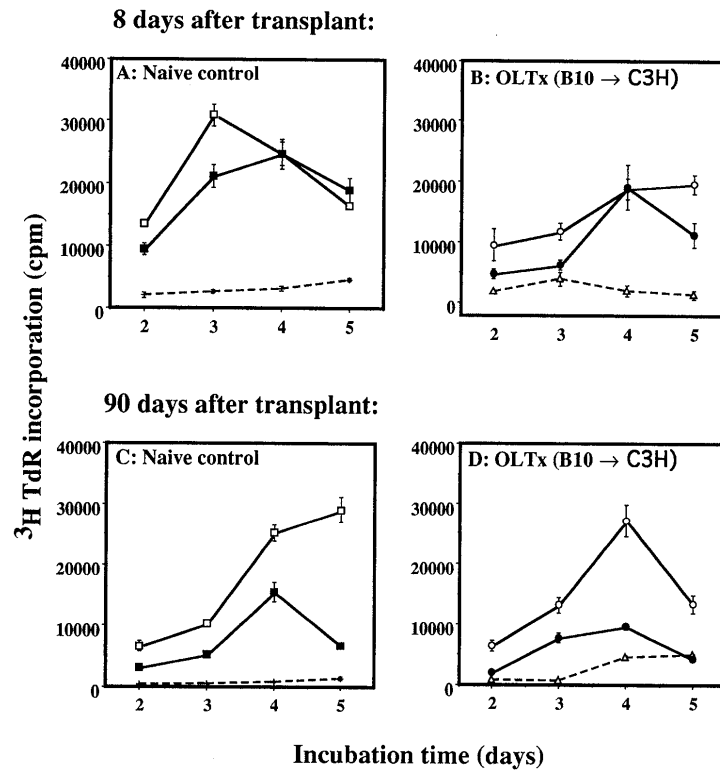 8 days after transplant:
A: Naive control
40000
30000
20000
10000
0
2 3 4 5
B: OLTx (B10 → C3H)
40000
30000
20000
10000
0
2 3 4 5
³H TdR incorporation (cpm)
90 days after transplant:
C: Naive control
40000
30000
20000
10000
0
2 3 4 5
D: OLTx (B10 → C3H)
40000
30000
20000
10000
0
2 3 4 5
Incubation time (days)